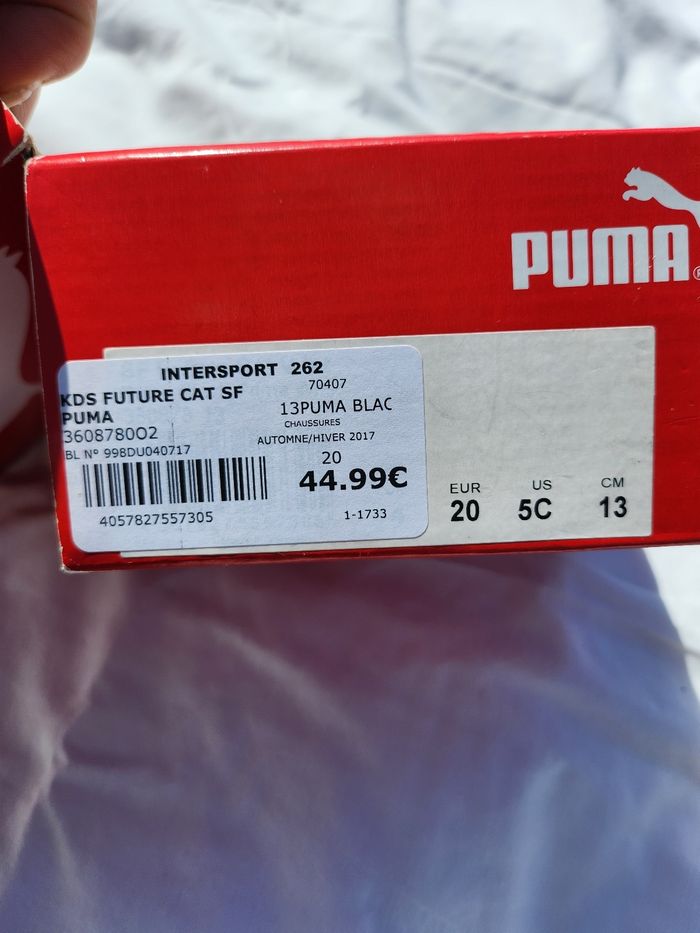 PUMA®
INTERSPORT 262
70407
KDS FUTURE CAT SF
PUMA
13PUMA BLAC
360878002
CHAUSSURES
BL N° 998DU040717
AUTOMNE/HIVER 2017
20
44.99€
4057827557305
1-1733
EUR US CM
20 5C 13